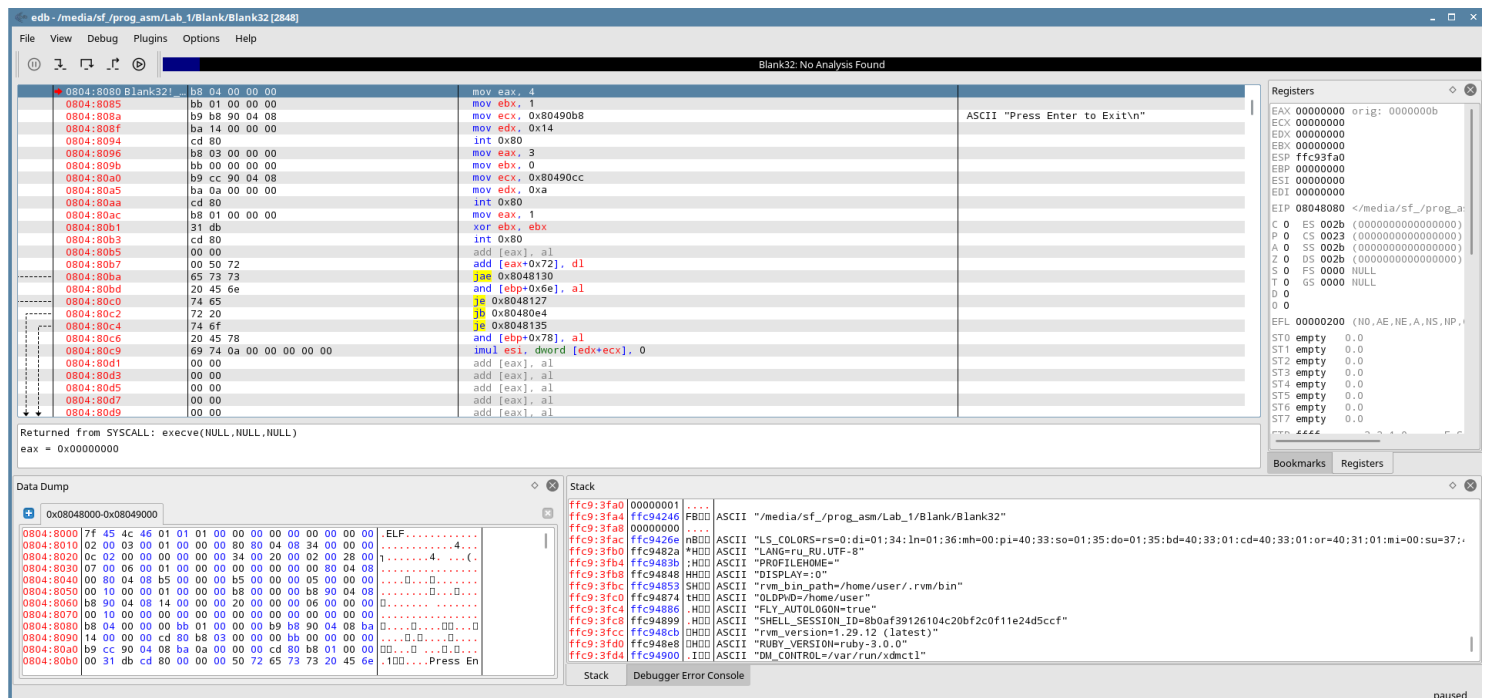 edb - /media/sf_/prog_asm/Lab_1/Blank/Blank32 [2848]
File View Debug Plugins Options Help
Blank32: No Analysis Found
0804:8080 Blank32!_... b8 04 00 00 00 mov eax, 4
0804:8085 bb 01 00 00 00 mov ebx, 1
0804:808a b9 b8 90 04 08 mov ecx, 0x80490b8 ASCII "Press Enter to Exit\n"
0804:808f ba 14 00 00 00 mov edx, 0x14
0804:8094 cd 80 int 0x80
0804:8096 b8 03 00 00 00 mov eax, 3
0804:809b bb 00 00 00 00 mov ebx, 0
0804:80a0 b9 cc 90 04 08 mov ecx, 0x80490cc
0804:80a5 ba 0a 00 00 00 mov edx, 0xa
0804:80aa cd 80 int 0x80
0804:80ac b8 01 00 00 00 mov eax, 1
0804:80b1 31 db xor ebx, ebx
0804:80b3 cd 80 int 0x80
0804:80b5 00 00 add [eax], al
0804:80b7 00 50 72 add [eax+0x72], dl
0804:80ba 65 73 73 jae 0x8048130
0804:80bd 20 45 6e and [ebp+0x6e], al
0804:80c0 74 65 je 0x8048127
0804:80c2 72 20 jb 0x80480e4
0804:80c4 74 6f je 0x8048135
0804:80c6 20 45 78 and [ebp+0x78], al
0804:80c9 69 74 0a 00 00 00 00 00 imul esi, dword [edx+ecx], 0
0804:80d1 00 00 add [eax], al
0804:80d3 00 00 add [eax], al
0804:80d5 00 00 add [eax], al
0804:80d7 00 00 add [eax], al
0804:80d9 00 00 add [eax], al
Registers
EAX 00000000 orig: 0000000b
ECX 00000000
EDX 00000000
EBX 00000000
ESP ffc93fa0
EBP 00000000
ESI 00000000
EDI 00000000
EIP 08048080 </media/sf_/prog_a
C 0 ES 002b (0000000000000000)
P 0 CS 0023 (0000000000000000)
A 0 SS 002b (0000000000000000)
Z 0 DS 002b (0000000000000000)
S 0 FS 0000 NULL
T 0 GS 0000 NULL
D 0
O 0
EFL 00000200 (NO,AE,NE,A,NS,NP,
ST0 empty 0.0
ST1 empty 0.0
ST2 empty 0.0
ST3 empty 0.0
ST4 empty 0.0
ST5 empty 0.0
ST6 empty 0.0
ST7 empty 0.0
Bookmarks Registers
Returned from SYSCALL: execve(NULL,NULL,NULL)
eax = 0x00000000
Data Dump
0x08048000-0x08049000
0804:8000 7f 45 4c 46 01 01 01 00 00 00 00 00 00 00 00 00 .ELF............
0804:8010 02 00 03 00 01 00 00 00 80 80 04 08 34 00 00 00 ............4...
0804:8020 0c 02 00 00 00 00 00 00 34 00 20 00 02 00 28 00 ........4. ...(.
0804:8030 07 00 06 00 01 00 00 00 00 00 00 00 00 80 04 08
0804:8040 00 80 04 08 b5 00 00 00 b5 00 00 00 05 00 00 00
0804:8050 00 10 00 00 01 00 00 00 b8 00 00 00 b8 90 04 08
0804:8060 b8 90 04 08 14 00 00 00 20 00 00 00 06 00 00 00
0804:8070 00 10 00 00 00 00 00 00 00 00 00 00 00 00 00 00
0804:8080 b8 04 00 00 00 bb 01 00 00 00 b9 b8 90 04 08 ba
0804:8090 14 00 00 00 cd 80 b8 03 00 00 00 bb 00 00 00 00
0804:80a0 b9 cc 90 04 08 ba 0a 00 00 00 cd 80 b8 01 00 00
0804:80b0 00 31 db cd 80 00 00 00 50 72 65 73 73 20 45 6e .1 ....Press En
Stack
ffc9:3fa0 00000001 ....
ffc9:3fa4 ffc94246 FB ASCII "/media/sf_/prog_asm/Lab_1/Blank/Blank32"
ffc9:3fa8 00000000 ....
ffc9:3fac ffc9426e nB ASCII "LS_COLORS=rs=0:di=01;34:ln=01;36:mh=00:pi=40;33:so=01;35:do=01;35:bd=40;33;01:cd=40;33;01:or=40;31;01:mi=00:su=37;
ffc9:3fb0 ffc9482a *H ASCII "LANG=ru_RU.UTF-8"
ffc9:3fb4 ffc9483b ;H ASCII "PROFILEHOME="
ffc9:3fb8 ffc94848 HH ASCII "DISPLAY=:0"
ffc9:3fbc ffc94853 SH ASCII "rvm_bin_path=/home/user/.rvm/bin"
ffc9:3fc0 ffc94874 tH ASCII "OLDPWD=/home/user"
ffc9:3fc4 ffc94886 .H ASCII "FLY_AUTOLOGON=true"
ffc9:3fc8 ffc94899 .H ASCII "SHELL_SESSION_ID=8b0af39126104c20bf2c0f11e24d5ccf"
ffc9:3fcc ffc948cb H ASCII "rvm_version=1.29.12 (latest)"
ffc9:3fd0 ffc948e8 H ASCII "RUBY_VERSION=ruby-3.0.0"
ffc9:3fd4 ffc94900 .I ASCII "DM_CONTROL=/var/run/xdmctl"
Stack Debugger Error Console
paused